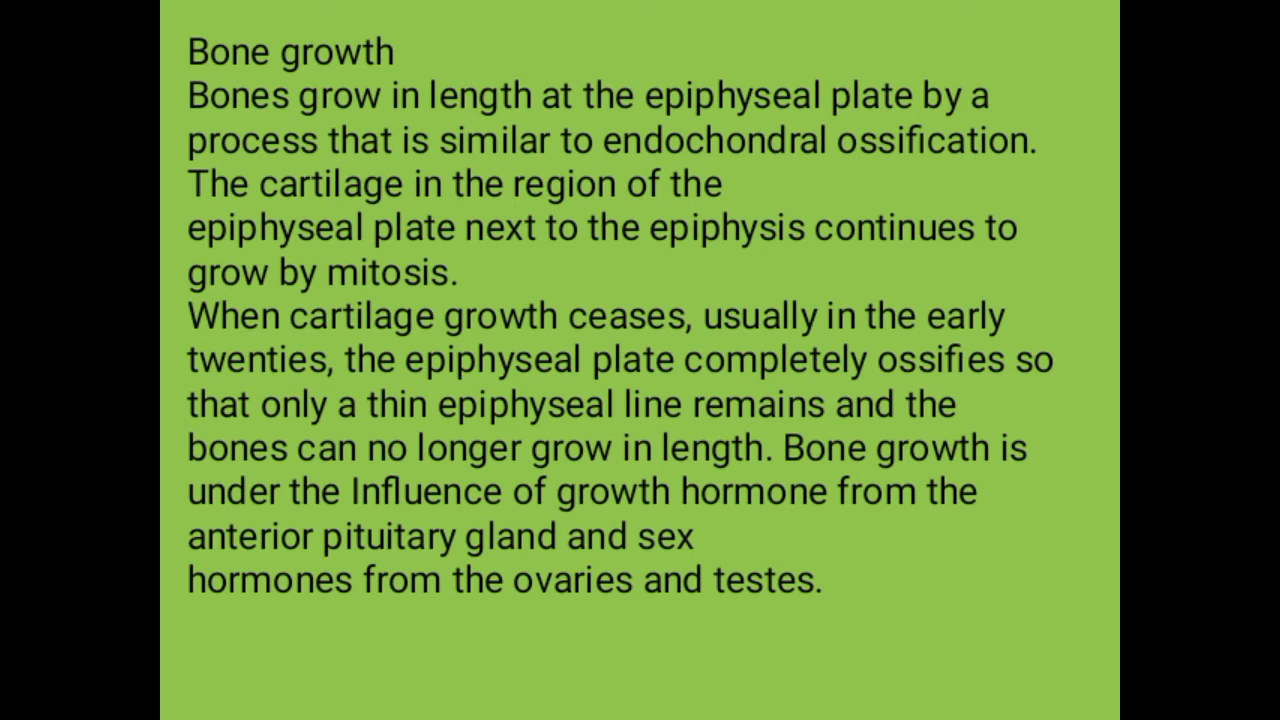 Bone growth
Bones grow in length at the epiphyseal plate by a
process that is similar to endochondral ossification.
The cartilage in the region of the
epiphyseal plate next to the epiphysis continues to
grow by mitosis.
When cartilage growth ceases, usually in the early
twenties, the epiphyseal plate completely ossifies so
that only a thin epiphyseal line remains and the
bones can no longer grow in length. Bone growth is
under the Influence of growth hormone from the
anterior pituitary gland and sex
hormones from the ovaries and testes.